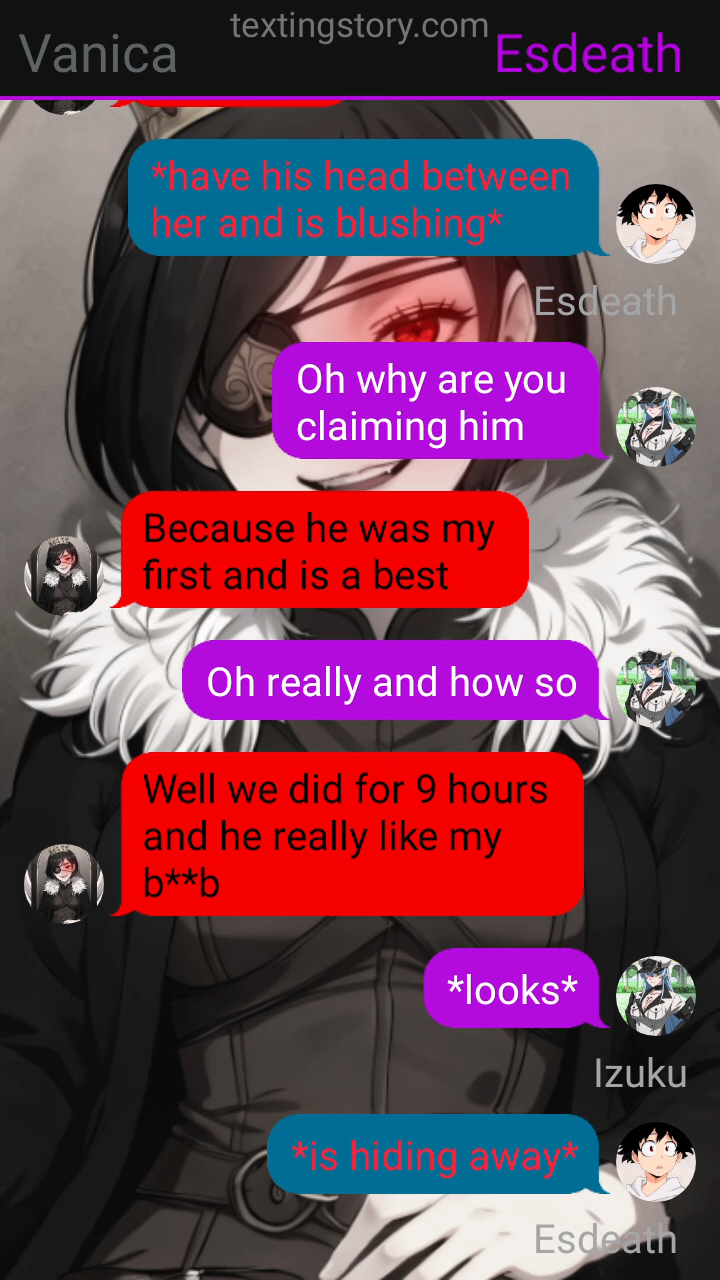 textingstory.com
Vanica
Esdeath
*have his head between
her and is blushing*
Esdeath
Oh why are you
claiming him
Because he was my
first and is a best
Oh really and how so
Well we did for 9 hours
and he really like my
b**b
*looks*
Izuku
*is hiding away*
Esdeath